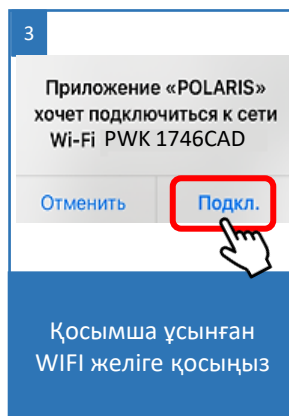 3
Приложение «POLARIS»
хочет подключиться к сети
Wi-Fi PWK 1746CAD
Отменить
Подкл.
Қосымша ұсынған
WIFI желіге қосыңыз